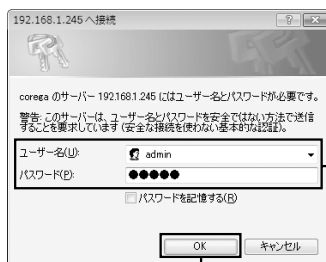 192.168.1.245 へ接続
corega のサーバー 192.168.1.245 にはユーザー名とパスワードが必要です。
警告: このサーバーは、ユーザー名とパスワードを安全ではない方法で送信
することを要求しています (安全な接続を使わない基本的な認証)。
ユーザー名(U):
admin
パスワード(P):
●●●●●
パスワードを記憶する(R)
OK
キャンセル